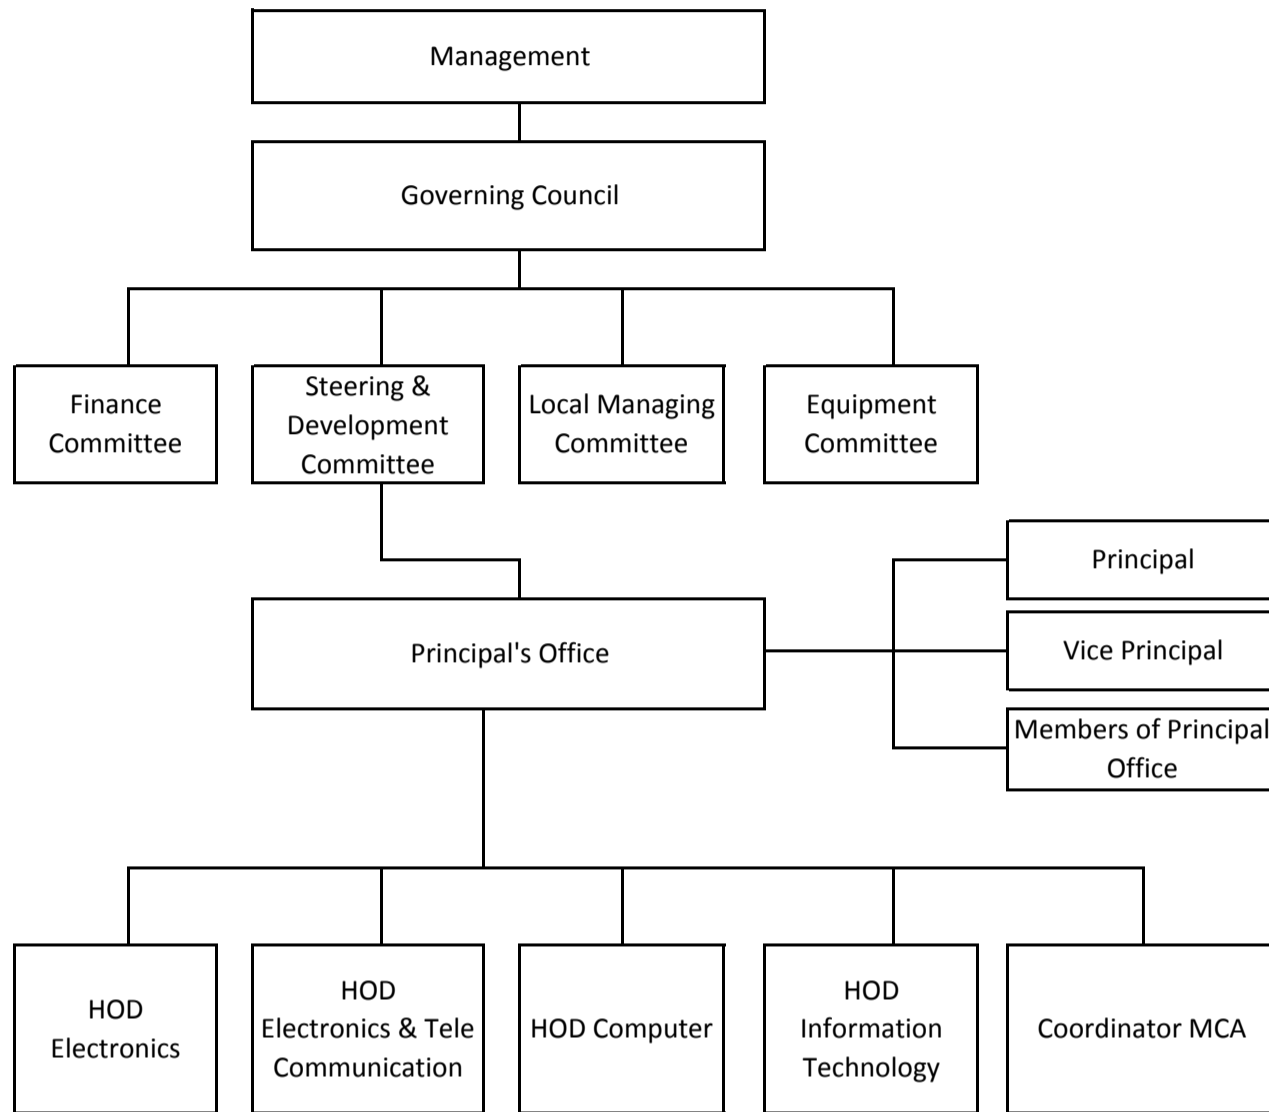 Management
Governing Council
Finance
Committee
Steering &
Development
Committee
Local Managing
Committee
Equipment
Committee
Principal
Principal's Office
Vice Principal
Members of Principal
Office
HOD
Electronics
HOD
Electronics & Tele
Communication
HOD Computer
HOD
Information
Technology
Coordinator MCA